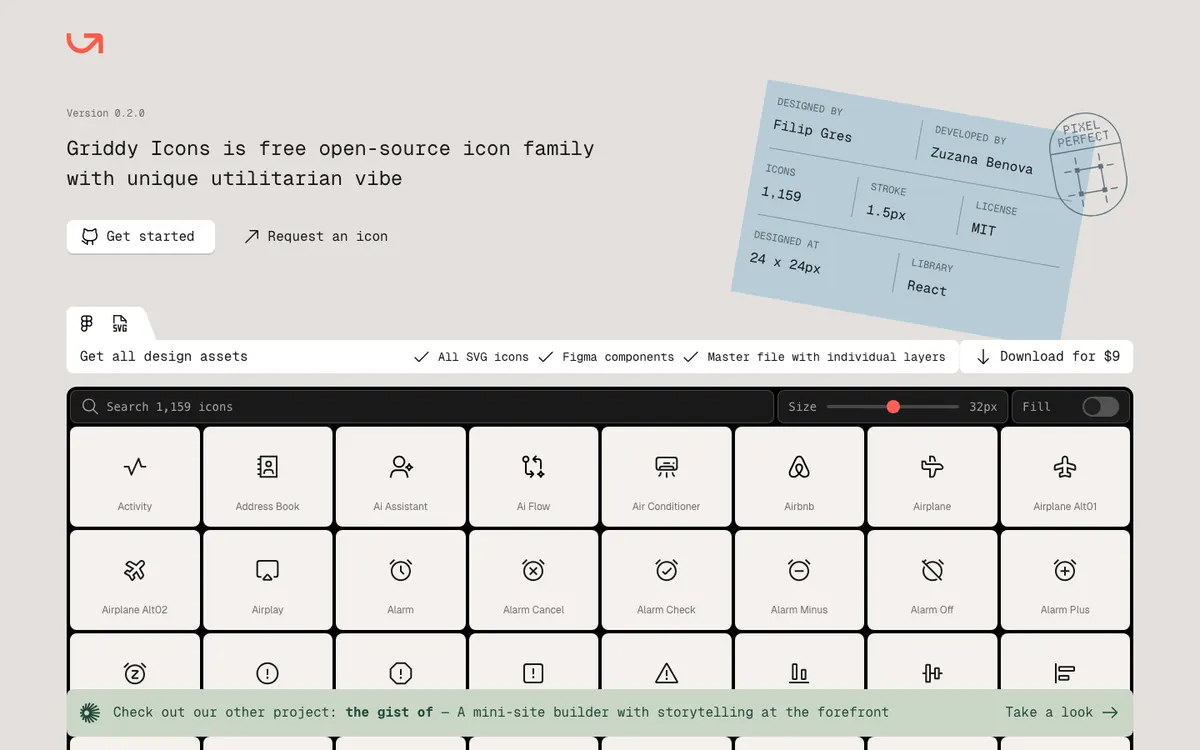 Version 0.2.0
Griddy Icons is free open-source icon family
with unique utilitarian vibe
Get started
Request an icon
DESIGNED BY
Filip Gres
DEVELOPED BY
Zuzana Benova
PIXEL
PERFECT
ICONS
1,159
STROKE
1.5px
LICENSE
MIT
DESIGNED AT
24 x 24px
LIBRARY
React
SVG
Get all design assets
All SVG icons
Figma components
Master file with individual layers
Download for $9
Search 1,159 icons
Size
32px
Fill
Activity
Address Book
Ai Assistant
Ai Flow
Air Conditioner
Airbnb
Airplane
Airplane Alt01
Airplane Alt02
Airplay
Alarm
Alarm Cancel
Alarm Check
Alarm Minus
Alarm Off
Alarm Plus
Check out our other project: the gist of — A mini-site builder with storytelling at the forefront
Take a look